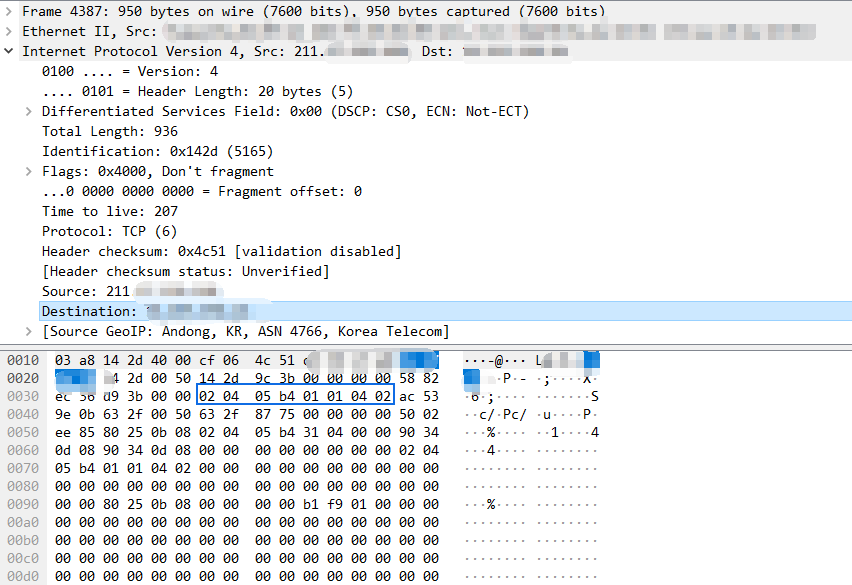 Frame 4387: 950 bytes on wire (7600 bits), 950 bytes captured (7600 bits)
Ethernet II, Src:
Internet Protocol Version 4, Src: 211. Dst:
0100 .... = Version: 4
.... 0101 = Header Length: 20 bytes (5)
Differentiated Services Field: 0x00 (DSCP: CS0, ECN: Not-ECT)
Total Length: 936
Identification: 0x142d (5165)
Flags: 0x4000, Don't fragment
...0 0000 0000 0000 = Fragment offset: 0
Time to live: 207
Protocol: TCP (6)
Header checksum: 0x4c51 [validation disabled]
[Header checksum status: Unverified]
Source: 211
Destination:
[Source GeoIP: Andong, KR, ASN 4766, Korea Telecom]
0010 03 a8 14 2d 40 00 cf 06 4c 51 ···-@··· L
0020 2d 00 50 14 2d 9c 3b 00 00 00 00 58 82 P·-·;····X
0030 ec 36 d9 3b 00 00 02 04 05 b4 01 01 04 02 ac 53 ·6·;···· ·······S
0040 9e 0b 63 2f 00 50 63 2f 87 75 00 00 00 00 50 02 ··c/·Pc/ ·u····P·
0050 ee 85 80 25 0b 08 02 04 05 b4 31 04 00 00 90 34 ···%···· ··1····4
0060 0d 08 90 34 0d 08 00 00 00 00 00 00 00 00 02 04 ···4···· ········
0070 05 b4 01 01 04 02 00 00 00 00 00 00 00 00 00 00 ········ ········
0080 00 00 00 00 00 00 00 00 00 00 00 00 00 00 00 00 ········ ········
0090 00 00 80 25 0b 08 00 00 00 00 b1 f9 01 00 00 00 ···%···· ········
00a0 00 00 00 00 00 00 00 00 00 00 00 00 00 00 00 00 ········ ········
00b0 00 00 00 00 00 00 00 00 00 00 00 00 00 00 00 00 ········ ········
00c0 00 00 00 00 00 00 00 00 00 00 00 00 00 00 00 00 ········ ········
00d0 00 00 00 00 00 00 00 00 00 00 00 00 00 00 00 00 ········ ········